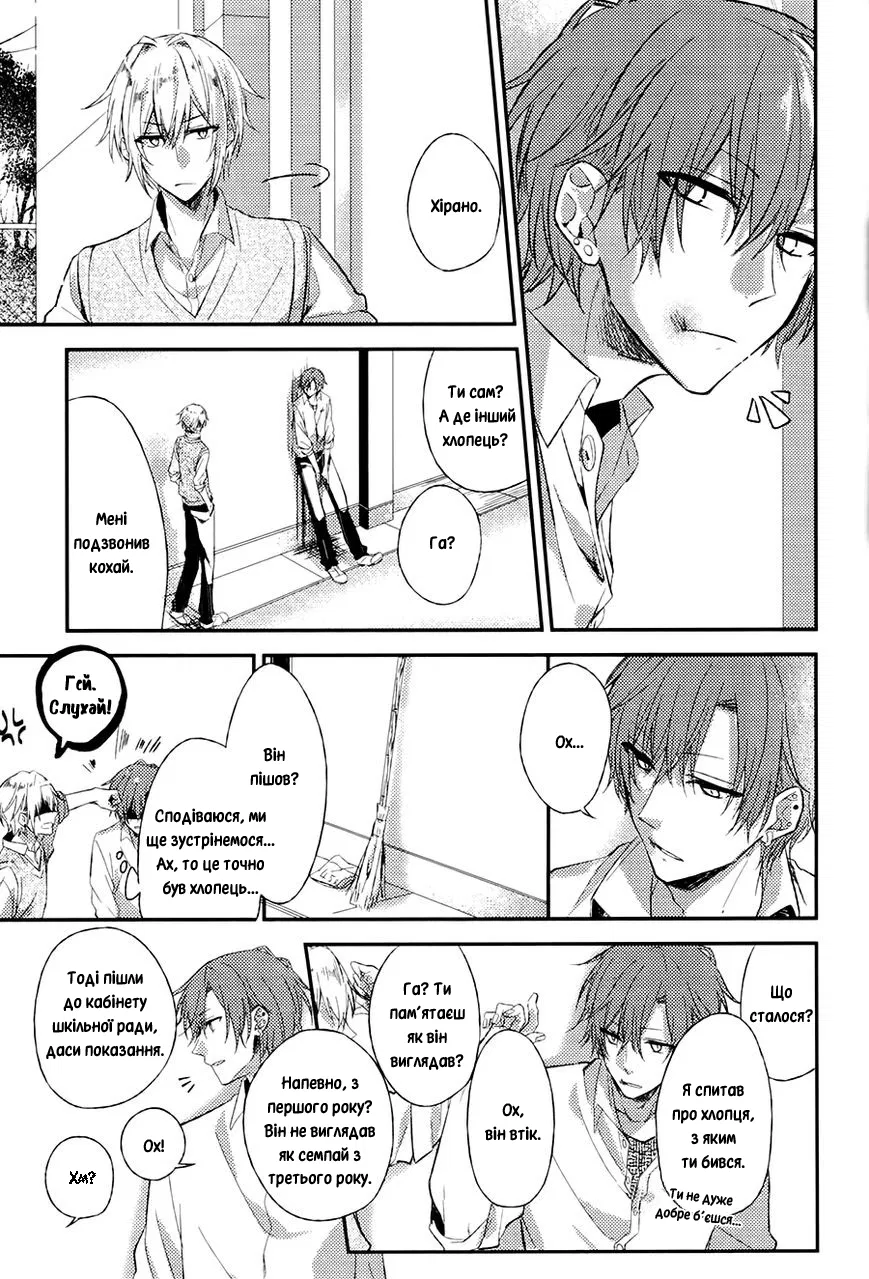 Хірано.
Ти сам?
А де інший
хлопець?
Га?
Мені
подзвонив
кохай.
Ох...
Він
пішов?
Сподіваюся, ми
ще зустрінемося...
Ах, то це точно
був хлопець...
Гєй.
Слухай!
Що
сталося?
Я спитав
про хлопця,
з яким
ти бився.
Ти не дуже
добре б'єшся...
Ох,
він втік.
Га? Ти
пам'ятаєш
як він
виглядав?
Напевно, з
першого року?
Він не виглядав
як семпай з
третього року.
Тоді пішли
до кабінету
шкільної ради,
даси показання.
Ох!
Хм?